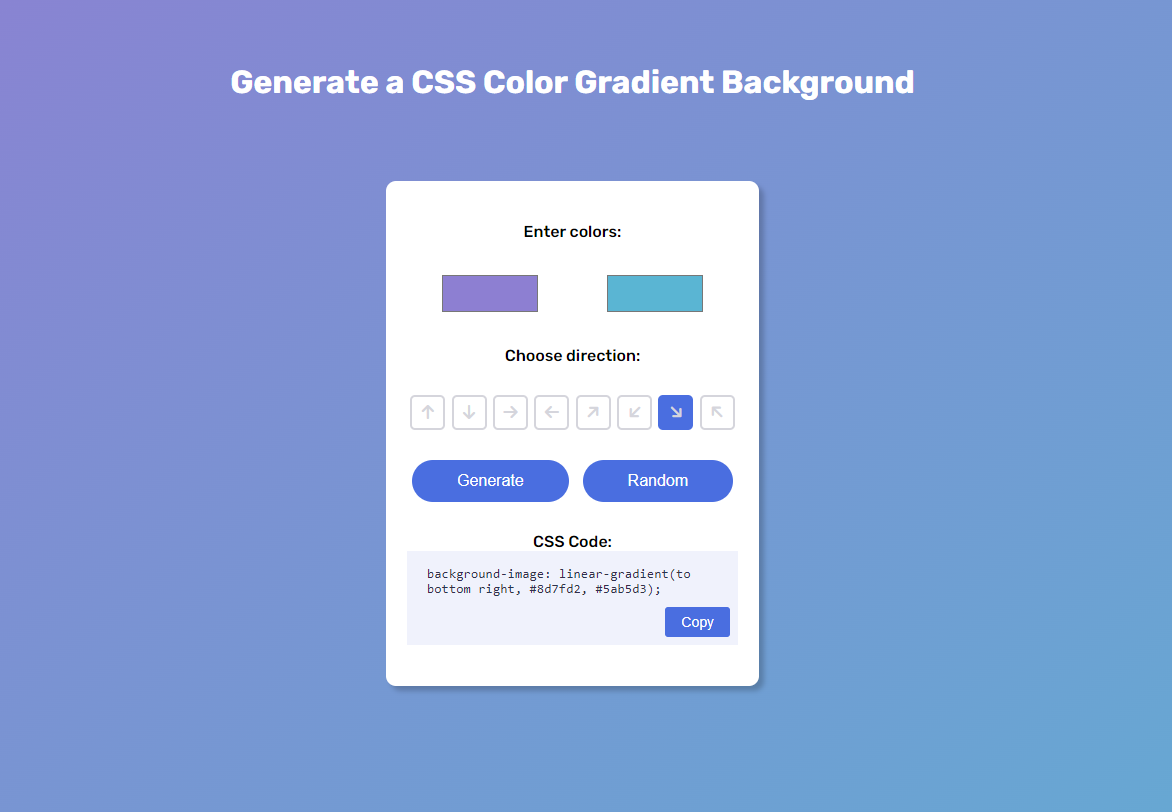 Generate a CSS Color Gradient Background
Enter colors:
Choose direction:
Generate
Random
CSS Code:
background-image: linear-gradient(to
bottom right, #8d7fd2, #5ab5d3);
Copy